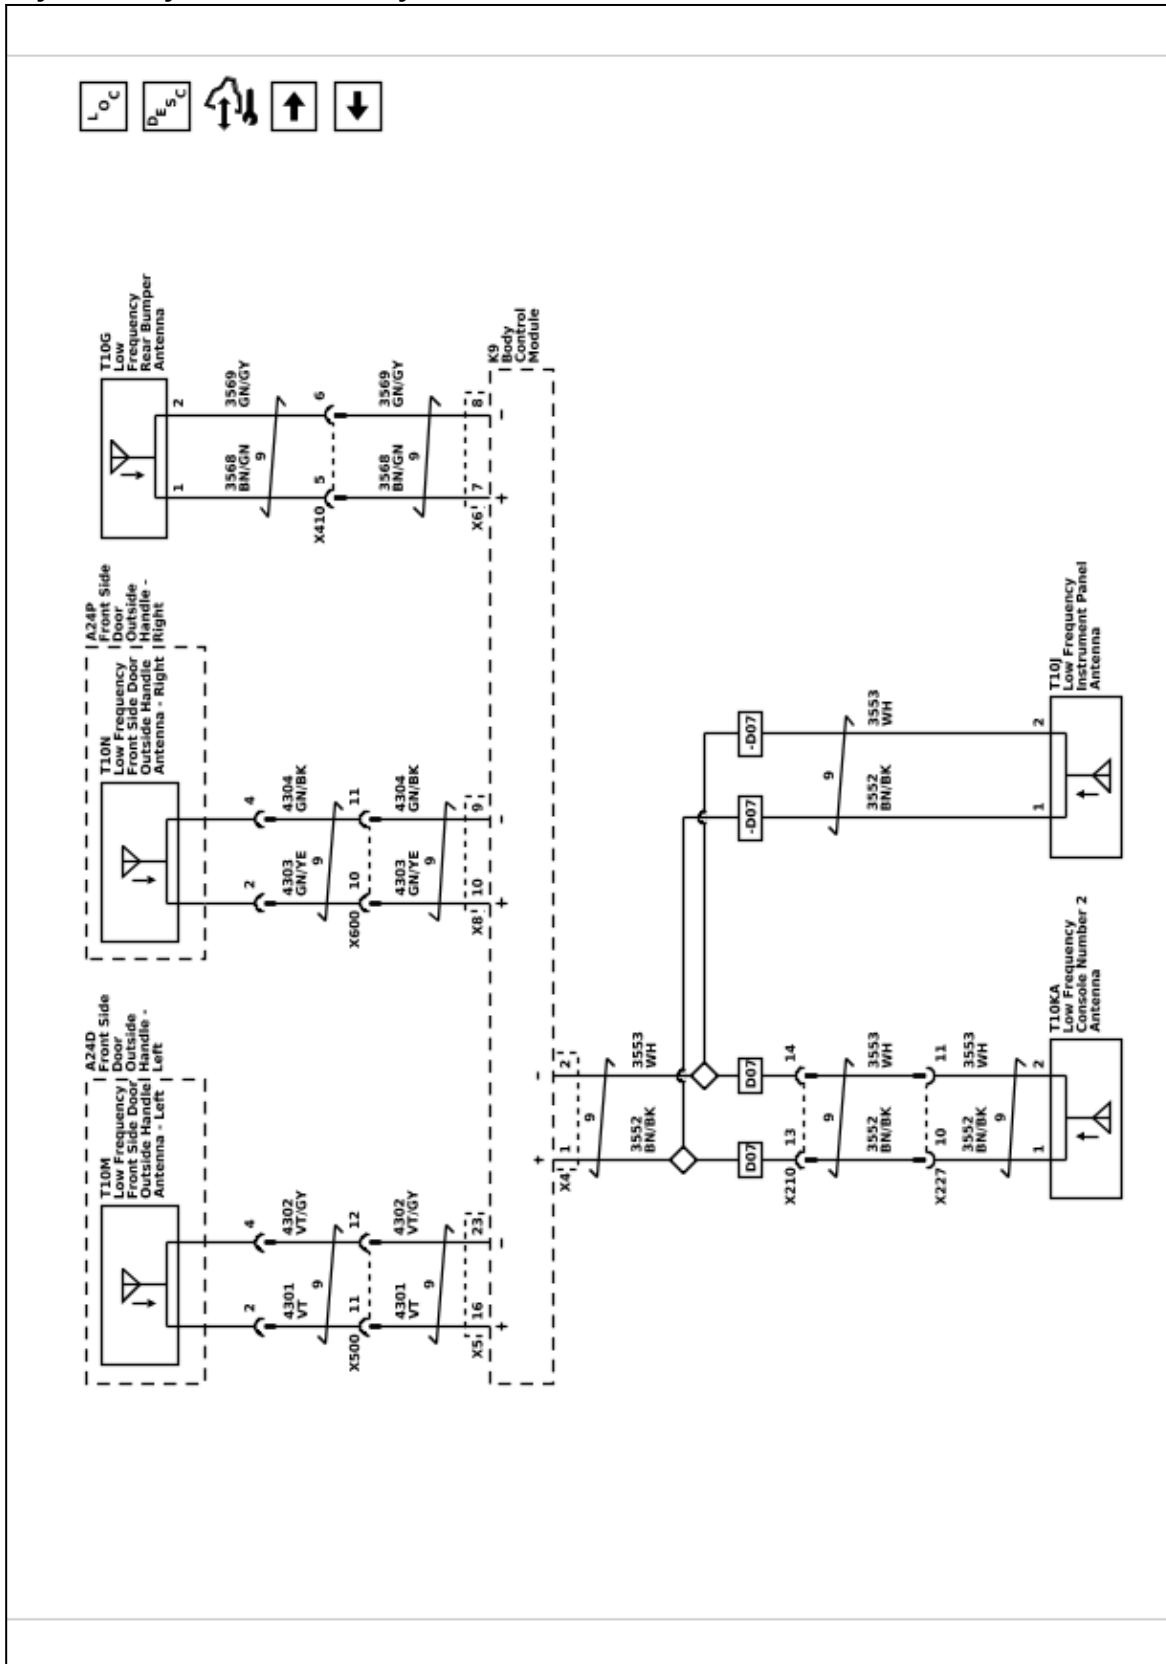 L O C
D E S C
T10G
Low
Frequency
Rear Bumper
Antenna
1
2
3568
BN/GN
3569
GN/GY
9
X410
5
6
3568
BN/GN
3569
GN/GY
9
X6
7
8
+
-
K9
Body
Control
Module
A24P
Front Side
Door
Outside
Handle -
Right
T10N
Low Frequency
Front Side Door
Outside Handle
Antenna - Right
2
4
4303
GN/YE
4304
GN/BK
9
X600
10
11
4303
GN/YE
4304
GN/BK
9
X8
10
9
+
-
A24D
Front Side
Door
Outside
Handle -
Left
T10M
Low Frequency
Front Side Door
Outside Handle
Antenna - Left
2
4
4301
VT
4302
VT/GY
9
X500
11
12
4301
VT
4302
VT/GY
9
X5
16
23
+
-
+
-
X4
1
2
3552
BN/BK
3553
WH
9
D07
D07
-D07
-D07
X210
13
14
3552
BN/BK
3553
WH
9
X227
10
11
3552
BN/BK
3553
WH
9
1
2
T10KA
Low Frequency
Console Number 2
Antenna
3552
BN/BK
3553
WH
9
1
2
T10J
Low Frequency
Instrument Panel
Antenna